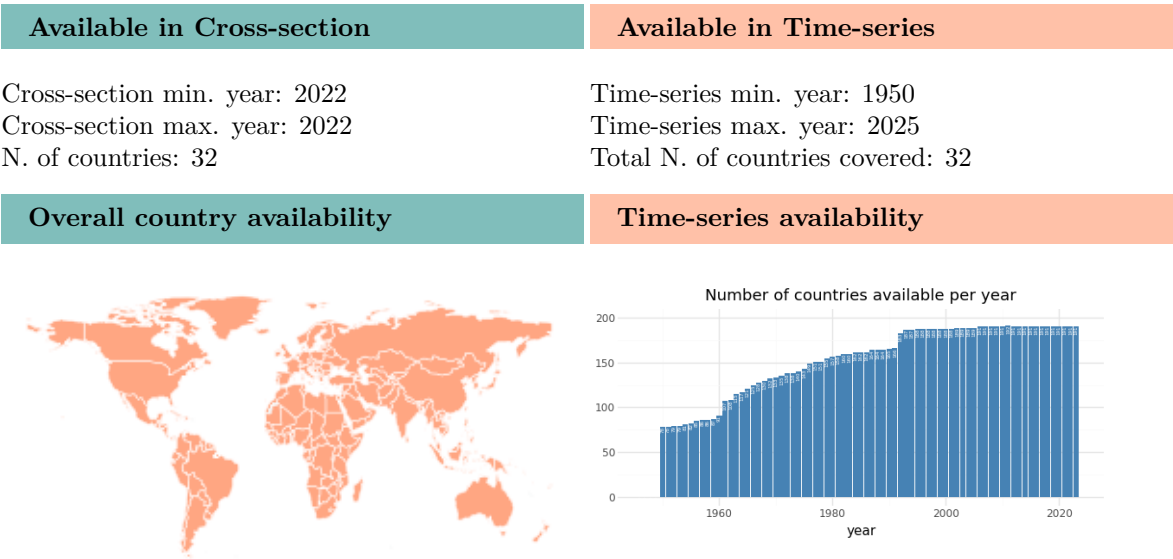 Available in Cross-section
Available in Time-series
Cross-section min. year: 2022
Cross-section max. year: 2022
N. of countries: 32
Time-series min. year: 1950
Time-series max. year: 2025
Total N. of countries covered: 32
Overall country availability
Time-series availability
Number of countries available per year
200
150
100
50
0
1960
1980
2000
2020
year